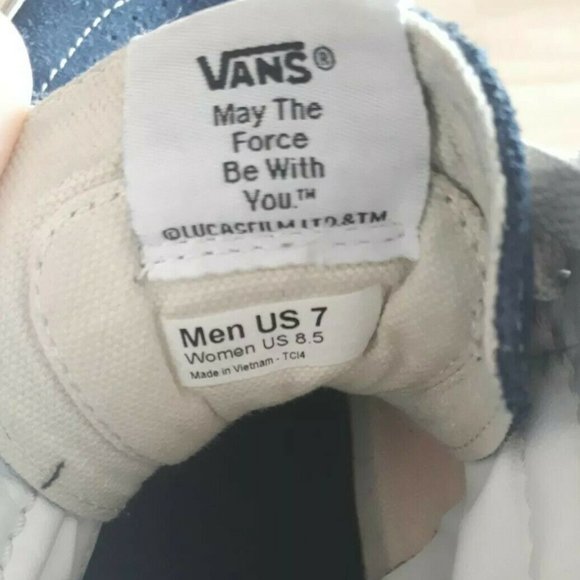 VANS®
May The
Force
Be With
You.™
©LUCASFILM LTD.&TM
Men US 7
Women US 8.5
Made in Vietnam - TCI4